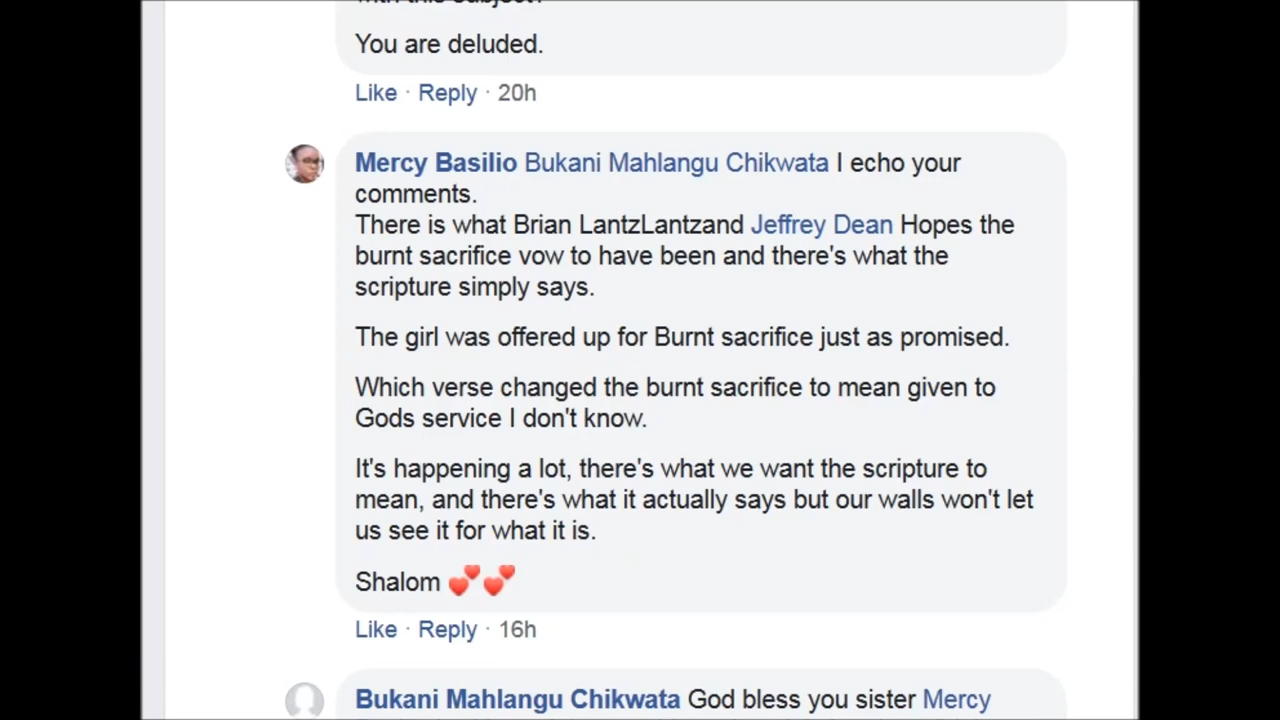 with this subject?
You are deluded.
Like · Reply · 20h
Mercy Basilio Bukani Mahlangu Chikwata I echo your
comments.
There is what Brian LantzLantzand Jeffrey Dean Hopes the
burnt sacrifice vow to have been and there's what the
scripture simply says.
The girl was offered up for Burnt sacrifice just as promised.
Which verse changed the burnt sacrifice to mean given to
Gods service I don't know.
It's happening a lot, there's what we want the scripture to
mean, and there's what it actually says but our walls won't let
us see it for what it is.
Shalom 💕💕
Like · Reply · 16h
Bukani Mahlangu Chikwata God bless you sister Mercy